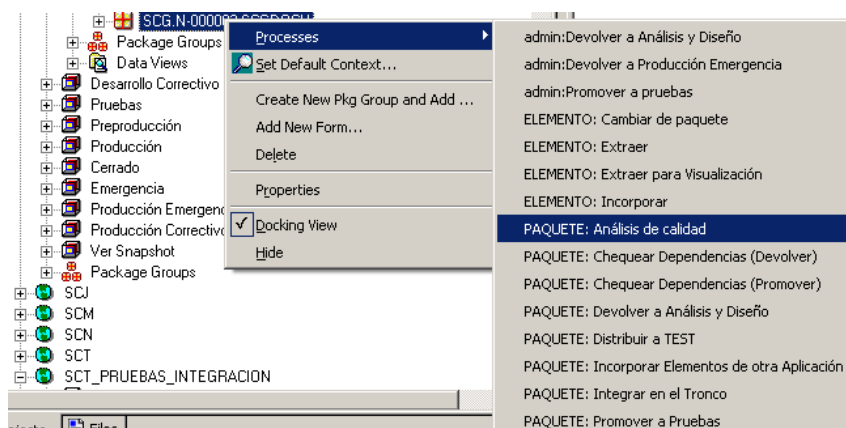 SCG.N-000003
Package Groups
Data Views
Desarrollo Correctivo
Pruebas
Preproducción
Producción
Cerrado
Emergencia
Producción Emergenc
Producción Correctivo
Ver Snapshot
Package Groups
SCJ
SCM
SCN
SCT
SCT_PRUEBAS_INTEGRACION
Files
Processes
Set Default Context...
Create New Pkg Group and Add ...
Add New Form...
Delete
Properties
Docking View
Hide
admin:Devolver a Análisis y Diseño
admin:Devolver a Producción Emergencia
admin:Promover a pruebas
ELEMENTO: Cambiar de paquete
ELEMENTO: Extraer
ELEMENTO: Extraer para Visualización
ELEMENTO: Incorporar
PAQUETE: Análisis de calidad
PAQUETE: Chequear Dependencias (Devolver)
PAQUETE: Chequear Dependencias (Promover)
PAQUETE: Devolver a Análisis y Diseño
PAQUETE: Distribuir a TEST
PAQUETE: Incorporar Elementos de otra Aplicación
PAQUETE: Integrar en el Tronco
PAQUETE: Promover a Pruebas